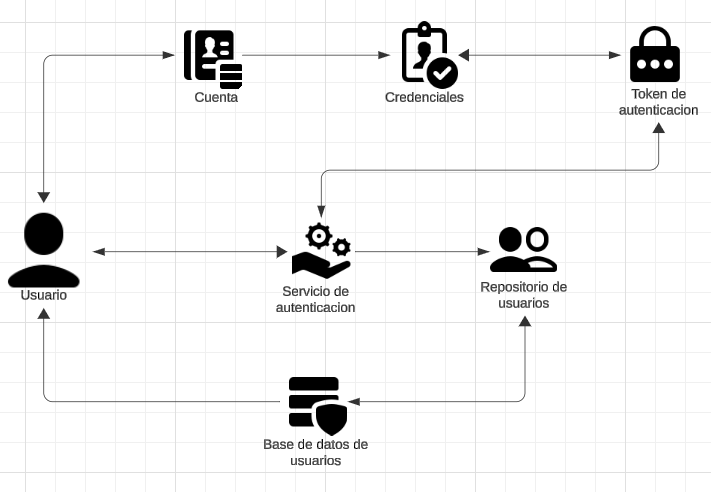 Cuenta
Credenciales
Token de
autenticacion
Usuario
Servicio de
autenticacion
Repositorio de
usuarios
Base de datos de
usuarios